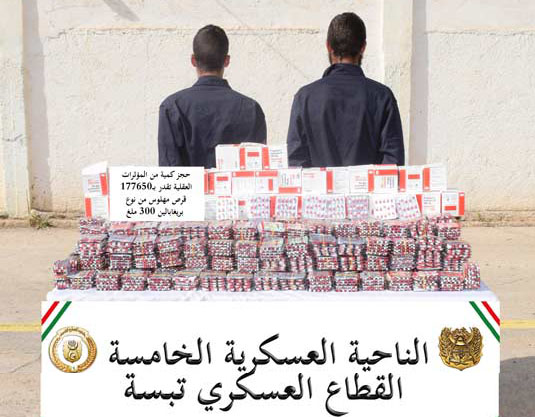 حجز كمية من المؤثرات
العقلية تقدر بـ177650
قرص مهلوس من نوع
بريغابالين 300 ملغ
الناحية العسكرية الخامسة
القطاع العسكري تبسة